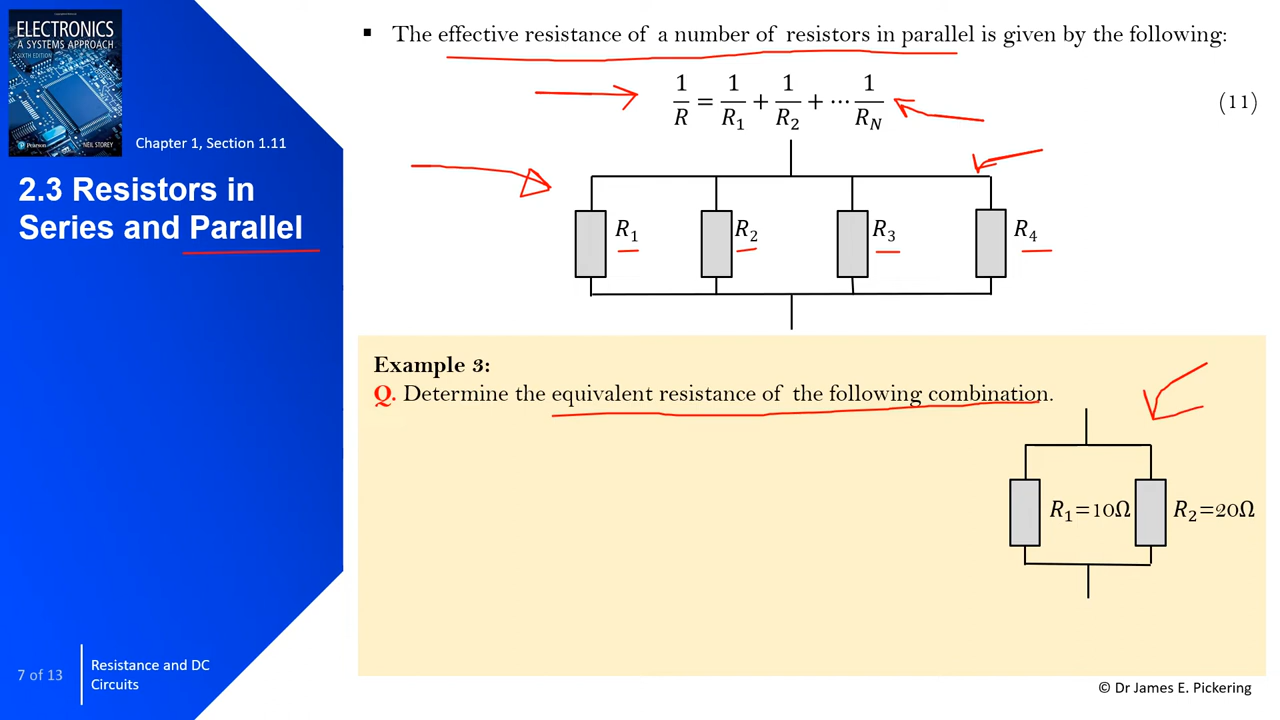 ELECTRONICS
A SYSTEMS APPROACH
SIXTH EDITION
Pearson
NEIL STOREY
Chapter 1, Section 1.11
2.3 Resistors in
Series and Parallel
7 of 13
Resistance and DC
Circuits
▪ The effective resistance of a number of resistors in parallel is given by the following:
1/R = 1/R₁ + 1/R₂ + ⋯ 1/R_N (11)
R₁ R₂ R₃ R₄
Example 3:
Q. Determine the equivalent resistance of the following combination.
R₁=10Ω R₂=20Ω
© Dr James E. Pickering